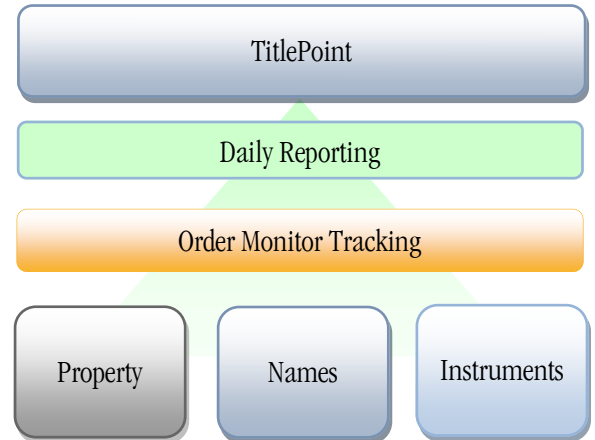 TitlePoint
Daily Reporting
Order Monitor Tracking
Property
Names
Instruments